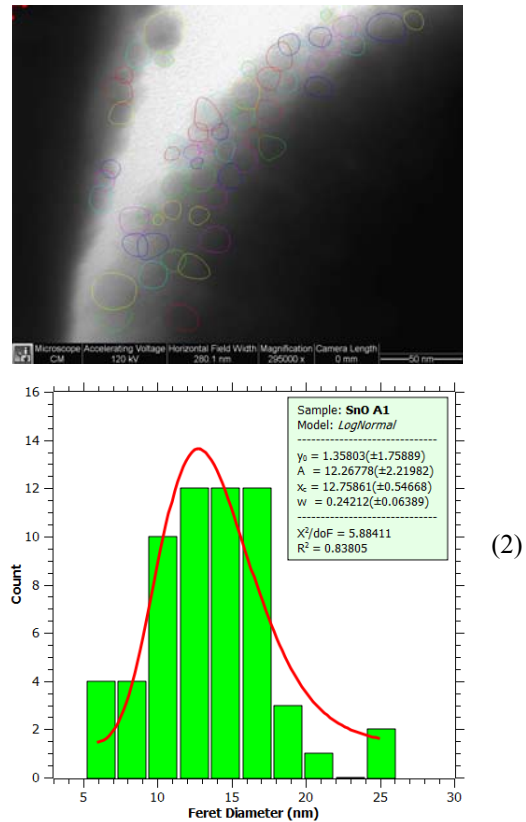 Microscope Accelerating Voltage Horizontal Field Width Magnification Camera Length
CM 120 kV 280.1 nm 295000 x 0 mm 50 nm
16
14
12
10
8
6
4
2
0
Count
Sample: SnO A1
Model: LogNormal
y₀ = 1.35803(±1.75889)
A = 12.26778(±2.21982)
x꜀ = 12.75861(±0.54668)
w = 0.24212(±0.06389)
X²/doF = 5.88411
R² = 0.83805
(2)
5 10 15 20 25 30
Feret Diameter (nm)